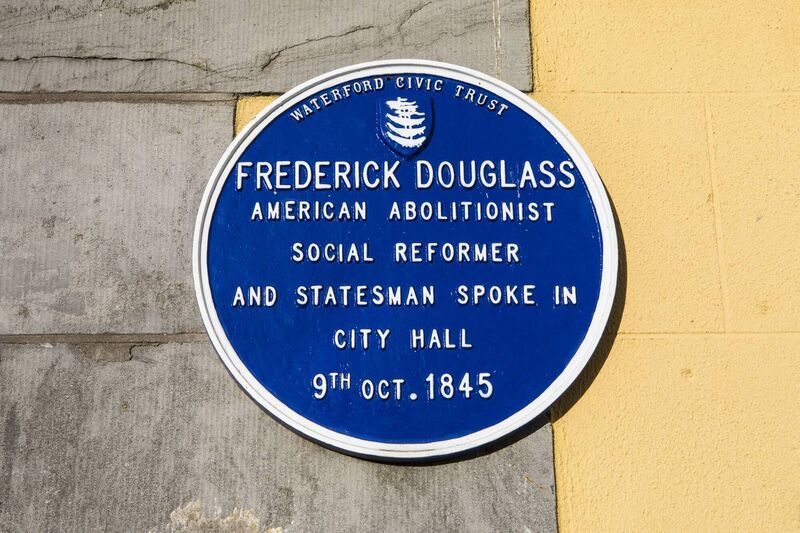 WATERFORD CIVIC TRUST
FREDERICK DOUGLASS
AMERICAN ABOLITIONIST
SOCIAL REFORMER
AND STATESMAN SPOKE IN
CITY HALL
9TH OCT. 1845